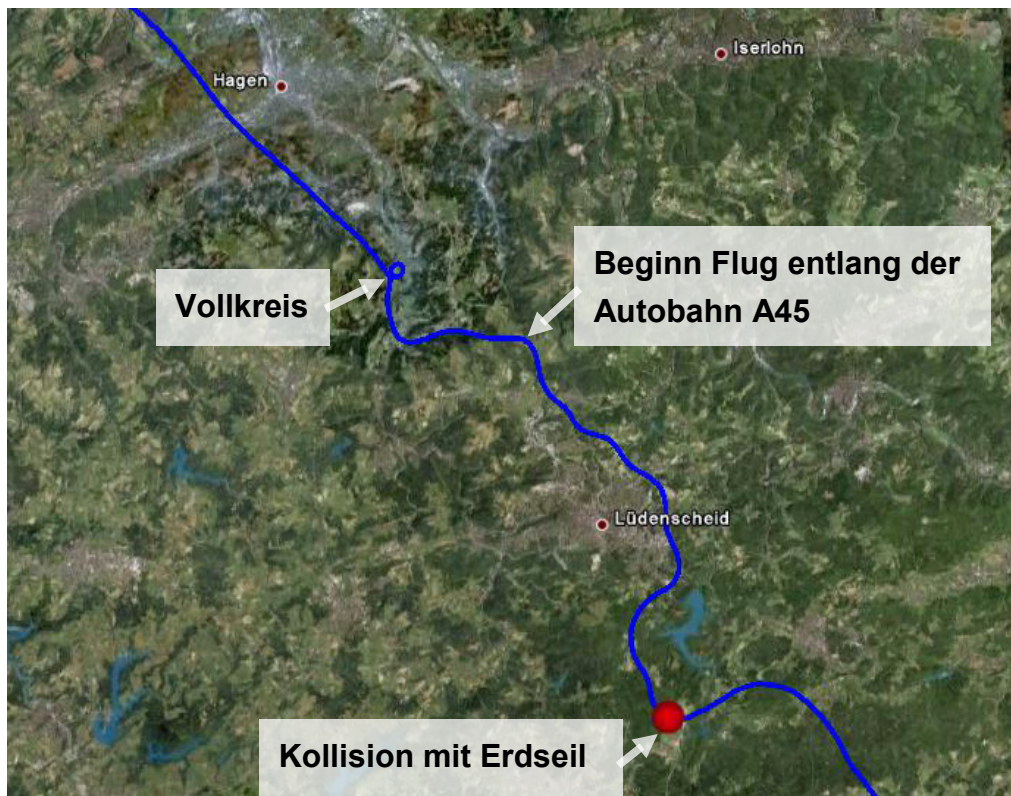 Iserlohn
Hagen
Beginn Flug entlang der
Autobahn A45
Vollkreis
Lüdenscheid
Kollision mit Erdseil